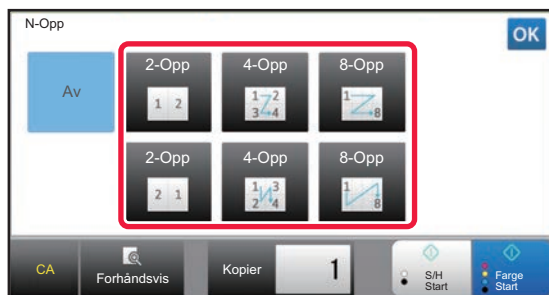 N-Opp
OK
Av
2-Opp
4-Opp
8-Opp
1 2
1 2
3 4
1
8
2-Opp
4-Opp
8-Opp
2 1
1 3
2 4
1
8
CA
Forhåndsvis
Kopier
1
S/H
Start
Farge
Start